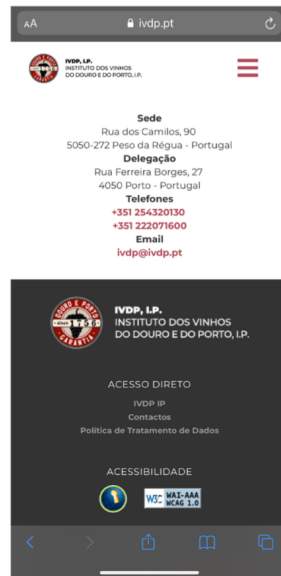 AA
ivdp.pt
IVDP, I.P.
INSTITUTO DOS VINHOS
DO DOURO E DO PORTO, I.P.
Sede
Rua dos Camilos, 90
5050-272 Peso da Régua - Portugal
Delegação
Rua Ferreira Borges, 27
4050 Porto - Portugal
Telefones
+351 254320130
+351 222071600
Email
ivdp@ivdp.pt
DOURO E PORTO
1756
GARANTIA
IVDP, I.P.
INSTITUTO DOS VINHOS
DO DOURO E DO PORTO, I.P.
ACESSO DIRETO
IVDP IP
Contactos
Política de Tratamento de Dados
ACESSIBILIDADE
W3C WAI-AAA
WCAG 1.0